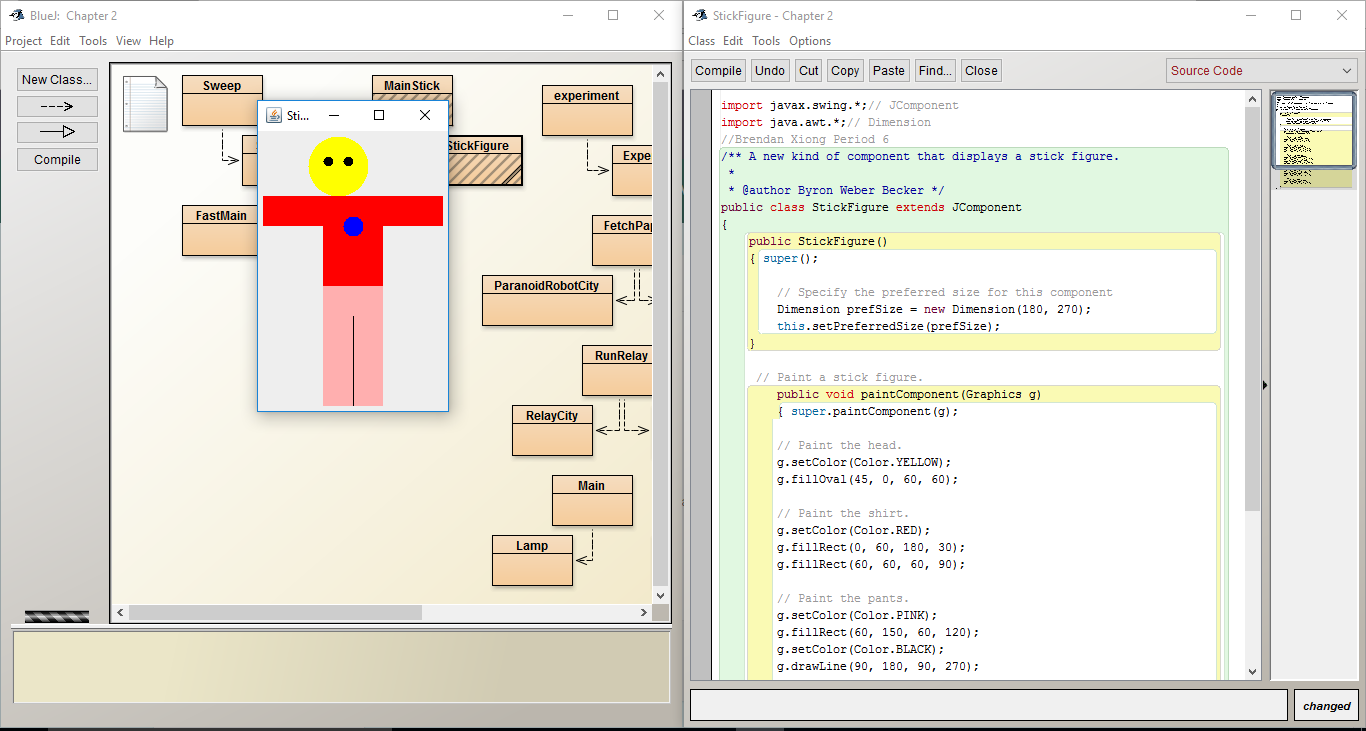 BlueJ: Chapter 2
Project Edit Tools View Help
New Class...
Compile
Sweep
MainStick
experiment
Sti...
StickFigure
Expe
FastMain
FetchPap
ParanoidRobotCity
RunRelay
RelayCity
Main
Lamp
StickFigure - Chapter 2
Class Edit Tools Options
Compile Undo Cut Copy Paste Find... Close
Source Code
import javax.swing.*;// JComponent
import java.awt.*;// Dimension
//Brendan Xiong Period 6
/** A new kind of component that displays a stick figure.
*
* @author Byron Weber Becker */
public class StickFigure extends JComponent
{
public StickFigure()
{ super();
// Specify the preferred size for this component
Dimension prefSize = new Dimension(180, 270);
this.setPreferredSize(prefSize);
}
// Paint a stick figure.
public void paintComponent(Graphics g)
{ super.paintComponent(g);
// Paint the head.
g.setColor(Color.YELLOW);
g.fillOval(45, 0, 60, 60);
// Paint the shirt.
g.setColor(Color.RED);
g.fillRect(0, 60, 180, 30);
g.fillRect(60, 60, 60, 90);
// Paint the pants.
g.setColor(Color.PINK);
g.fillRect(60, 150, 60, 120);
g.setColor(Color.BLACK);
g.drawLine(90, 180, 90, 270);
changed